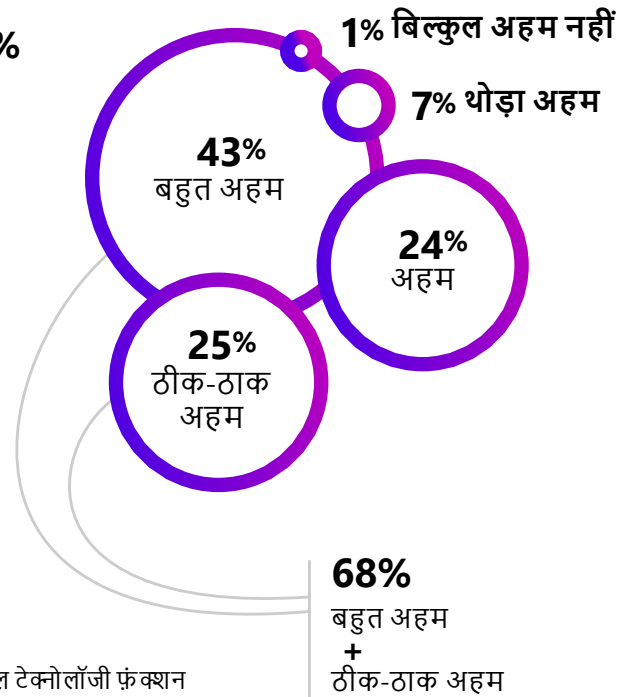 %
1% बिल्कुल अहम नहीं
7% थोड़ा अहम
43%
बहुत अहम
24%
अहम
25%
ठीक-ठाक
अहम
68%
बहुत अहम
+
ठीक-ठाक अहम
टेक्नोलॉजी फ़ंक्शन